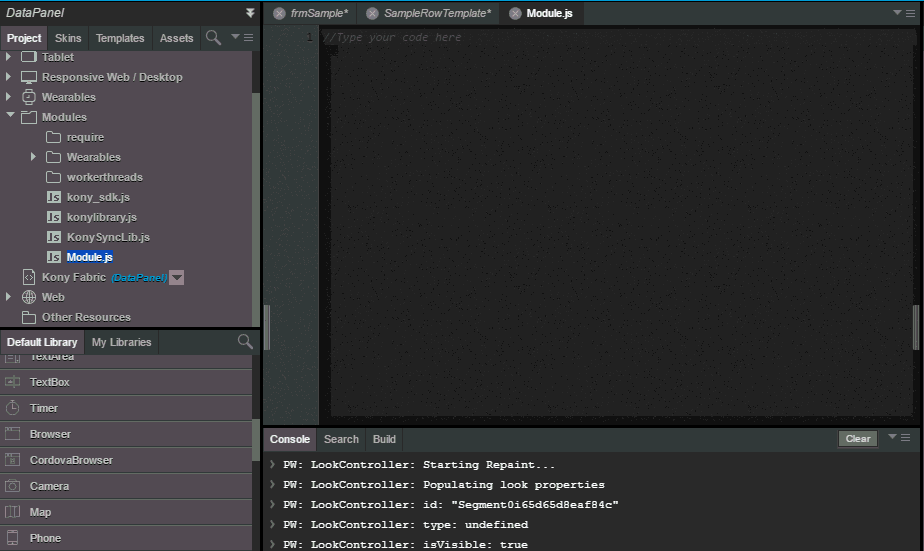 DataPanel
Project Skins Templates Assets
Tablet
Responsive Web / Desktop
Wearables
Modules
require
Wearables
workerthreads
kony_sdk.js
konylibrary.js
KonySyncLib.js
Module.js
Kony Fabric (DataPanel)
Web
Other Resources
Default Library My Libraries
TextArea
TextBox
Timer
Browser
CordovaBrowser
Camera
Map
Phone
frmSample* SampleRowTemplate* Module.js
1 //Type your code here
Console Search Build Clear
PW: LookController: Starting Repaint...
PW: LookController: Populating look properties
PW: LookController: id: "Segment0i65d65d8eaf84c"
PW: LookController: type: undefined
PW: LookController: isVisible: true